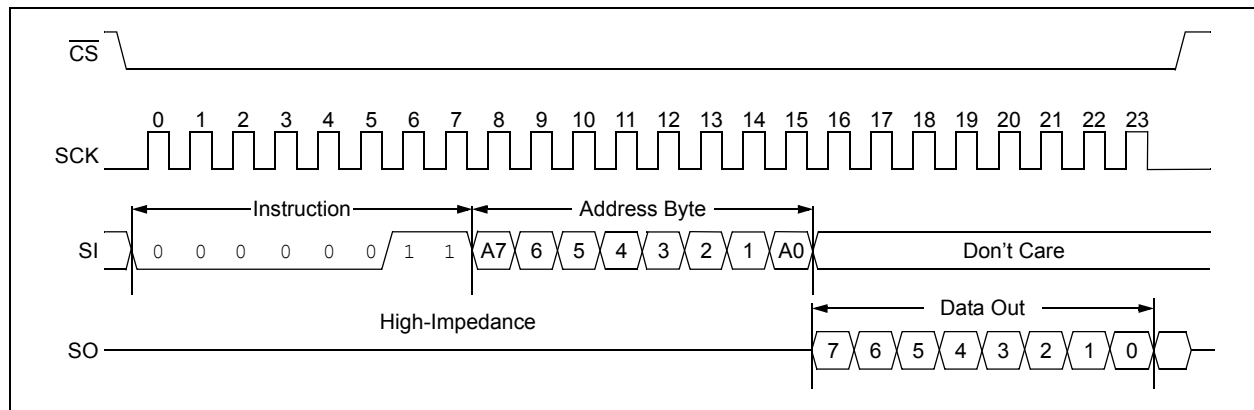 CS
0 1 2 3 4 5 6 7 8 9 10 11 12 13 14 15 16 17 18 19 20 21 22 23
SCK
Instruction Address Byte
SI 0 0 0 0 0 0 1 1 A7 6 5 4 3 2 1 A0 Don't Care
High-Impedance Data Out
SO 7 6 5 4 3 2 1 0